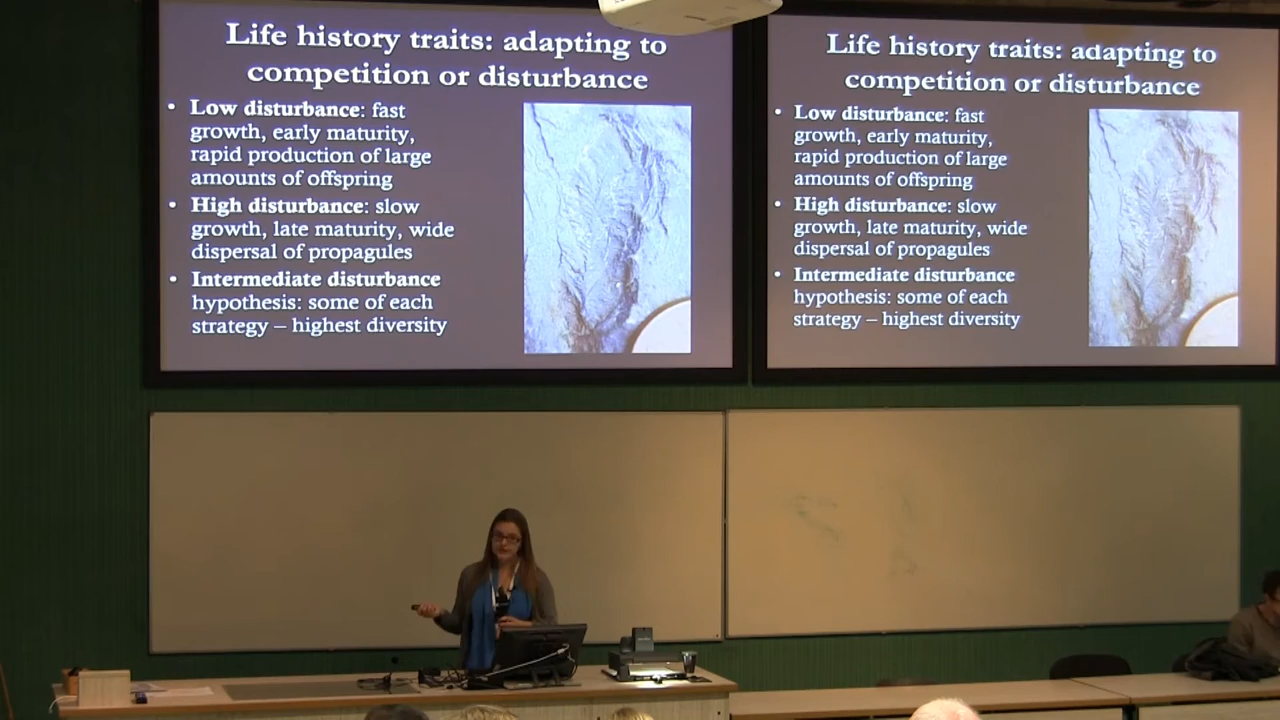 Life history traits: adapting to
competition or disturbance
• Low disturbance: fast
growth, early maturity,
rapid production of large
amounts of offspring
• High disturbance: slow
growth, late maturity, wide
dispersal of propagules
• Intermediate disturbance
hypothesis: some of each
strategy – highest diversity
Life history traits: adapting to
competition or disturbance
• Low disturbance: fast
growth, early maturity,
rapid production of large
amounts of offspring
• High disturbance: slow
growth, late maturity, wide
dispersal of propagules
• Intermediate disturbance
hypothesis: some of each
strategy – highest diversity